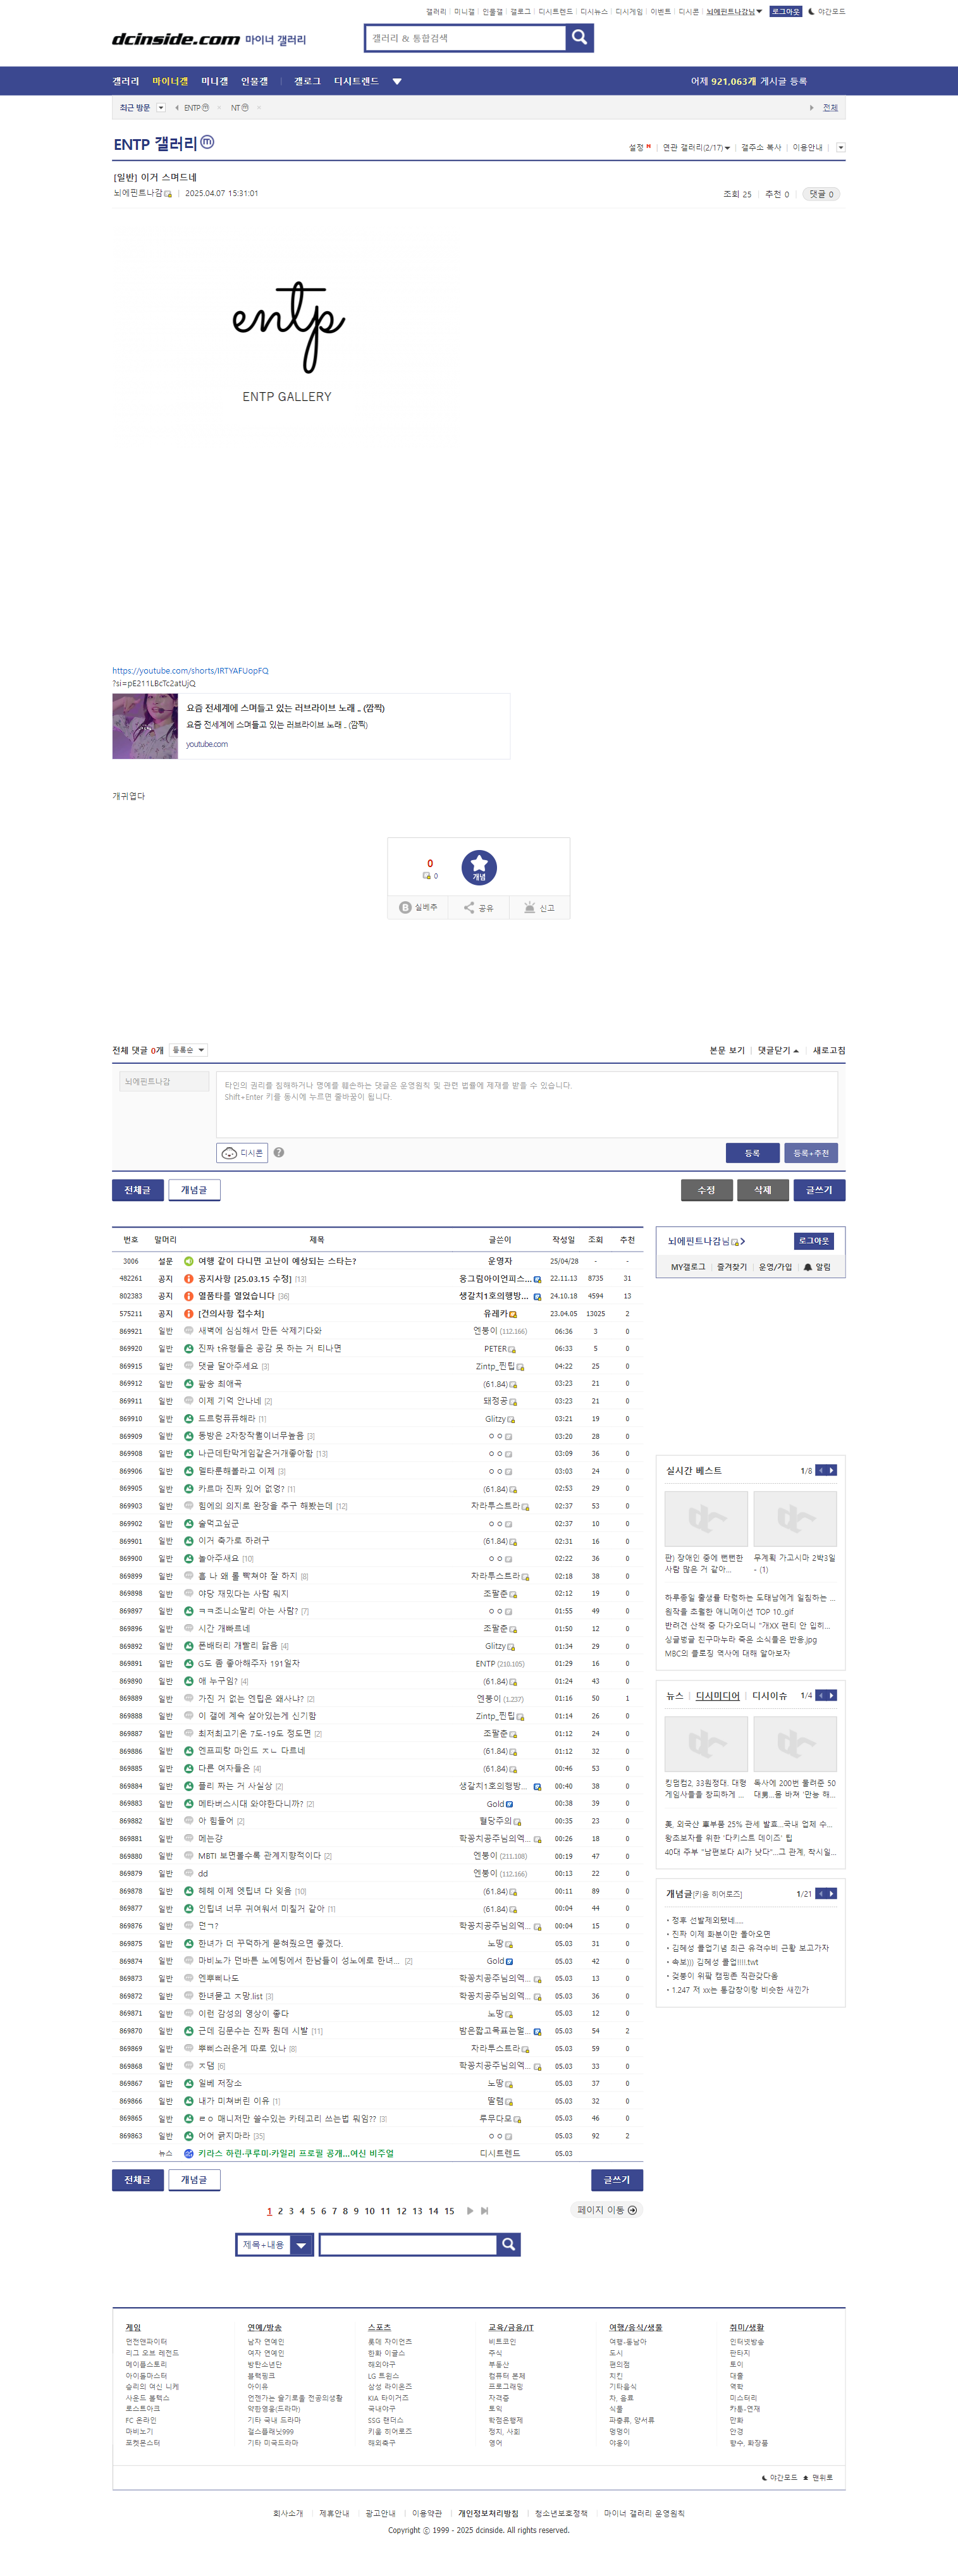 갤러리 미니갤 인물갤 갤로그 디시트렌드 디시뉴스 디시게임 이벤트 디시콘 뇌에핀트나감님 로그아웃 야간모드
dcinside.com 마이너 갤러리
갤러리 & 통합검색
갤러리 마이너갤 미니갤 인물갤 갤로그 디시트렌드
어제 921,063개 게시글 등록
최근 방문 ENTP ⓜ NT ⓜ 전체
ENTP 갤러리 ⓜ
설정 연관 갤러리(2/17) 갤주소 복사 이용안내
[일반] 이거 스며드네
뇌에핀트나감 2025.04.07 15:31:01
조회 25 추천 0 댓글 0
entp
ENTP GALLERY
https://youtube.com/shorts/IRTYAFUopFQ
?si=pE211LBcTc2atUjQ
요즘 전세계에 스며들고 있는 러브라이브 노래 .. (깜찍)
요즘 전세계에 스며들고 있는 러브라이브 노래 .. (깜찍)
youtube.com
개귀엽다
0
0
개념
실베추 공유 신고
전체 댓글 0개 등록순
본문 보기 댓글닫기 새로고침
뇌에핀트나감
타인의 권리를 침해하거나 명예를 훼손하는 댓글은 운영원칙 및 관련 법률에 제재를 받을 수 있습니다.
Shift+Enter 키를 동시에 누르면 줄바꿈이 됩니다.
디시콘 ? 등록 등록+추천
전체글 개념글 수정 삭제 글쓰기
번호 말머리 제목 글쓴이 작성일 조회 추천
3006 설문 여행 같이 다니면 고난이 예상되는 스타는? 운영자 25/04/28 - -
482261 공지 공지사항 [25.03.15 수정] [13] 웅그림아이언피스... 22.11.13 8735 31
802383 공지 열품타를 열었습니다 [36] 생갈치1호의행방... 24.10.18 4594 13
575211 공지 [건의사항 접수처] 유레카 23.04.05 13025 2
869921 일반 새벽에 심심해서 만든 삭제기다와 엔붕이 (112.166) 06:36 3 0
869920 일반 진짜 t유형들은 공감 못 하는 거 티나면 PETER 06:33 5 0
869915 일반 댓글 달아주세요 [3] Zintp_찐팁 04:22 25 0
869912 일반 팝송 최애곡 (61.84) 03:23 21 0
869911 일반 이제 기억 안나네 [2] 돼정공 03:23 21 0
869910 일반 드르렁퓨퓨해라 [1] Glitzy 03:21 19 0
869909 일반 동방은 2차창작퀄이너무높음 [3] ㅇㅇ 03:20 28 0
869908 일반 나근데탄막게임같은거개좋아함 [13] ㅇㅇ 03:09 36 0
869906 일반 델타룬해볼라고 이제 [3] ㅇㅇ 03:03 24 0
869905 일반 카르마 진짜 있어 없엉? [1] (61.84) 02:53 29 0
869903 일반 힘에의 의지로 완장을 추구 해봤는데 [12] 자라투스트라 02:37 53 0
869902 일반 술먹고싶군 ㅇㅇ 02:37 10 0
869901 일반 이거 죽가로 하려구 (61.84) 02:31 16 0
869900 일반 놀아주새요 [10] ㅇㅇ 02:22 36 0
869899 일반 홀 나 왜 롤 빡쳐야 잘 하지 [8] 자라투스트라 02:18 38 0
869898 일반 야당 재밌다는 사람 뭐지 조팔춘 02:12 19 0
869897 일반 ㅋㅋ조니소말리 아는 사람? [7] ㅇㅇ 01:55 49 0
869896 일반 시간 개빠르네 조팔춘 01:50 12 0
869892 일반 폰배터리 개빨리 닳음 [4] Glitzy 01:34 29 0
869891 일반 G도 좀 좋아해주자 191일차 ENTP (210.105) 01:29 16 0
869890 일반 애 누구임? [4] (61.84) 01:24 43 0
869889 일반 가진 거 없는 엔팁은 왜사냐? [2] 엔붕이 (1.237) 01:16 50 1
869888 일반 이 갤에 계속 살아있는게 신기함 Zintp_찐팁 01:14 26 0
869887 일반 최저최고기온 7도-19도 정도면 [2] 조팔춘 01:12 24 0
869886 일반 엔프피랑 마인드 ㅈㄴ 다르네 (61.84) 01:12 32 0
869885 일반 다른 여자들은 [4] (61.84) 00:46 53 0
869884 일반 플리 짜는 거 사실상 [2] 생갈치1호의행방... 00:40 38 0
869883 일반 메타버스시대 와야한다니까? [2] Gold 00:38 39 0
869882 일반 아 힘들어 [2] 혈당주의 00:35 23 0
869881 일반 메는걍 학꽁치공주님의엑... 00:26 18 0
869880 일반 MBTI 보면볼수록 관계지향적이다 [2] 엔붕이 (211.108) 00:19 47 0
869879 일반 dd 엔붕이 (112.166) 00:13 22 0
869878 일반 헤헤 이제 엣팁녀 다 잊음 [10] (61.84) 00:11 89 0
869877 일반 인팁녀 너무 귀여워서 미칠거 같아 [1] (61.84) 00:04 44 0
869876 일반 던ㄱ? 학꽁치공주님의엑... 00:04 15 0
869875 일반 한녀가 더 꾸덕하게 묻혀줬으면 좋겠다. 노땅 05.03 31 0
869874 일반 마비노가 던바튼 노에팅에서 한남들이 성노에로 한녀... [2] Gold 05.03 42 0
869873 일반 엔뿌삐나도 학꽁치공주님의엑... 05.03 13 0
869872 일반 한녀묻고 ㅈ망.list [3] 학꽁치공주님의엑... 05.03 36 0
869871 일반 이런 감성의 영상이 좋다 노땅 05.03 12 0
869870 일반 근데 김문수는 진짜 뭔데 시발 [11] 밤은짧고목표는멀... 05.03 54 2
869869 일반 뿌삐스러운게 따로 있나 [8] 자라투스트라 05.03 59 0
869868 일반 ㅈ댐 [6] 학꽁치공주님의엑... 05.03 33 0
869867 일반 일베 저장소 노땅 05.03 37 0
869866 일반 내가 미쳐버린 이유 [1] 딸렘 05.03 32 0
869865 일반 ㄹㅇ 매니저만 쓸수있는 카테고리 쓰는법 뭐임?? [3] 루무다모 05.03 46 0
869863 일반 어어 긁지마라 [35] ㅇㅇ 05.03 92 2
뉴스 키라스 하린·쿠루미·카일리 프로필 공개...여신 비주얼 디시트렌드 05.03
전체글 개념글 글쓰기
1 2 3 4 5 6 7 8 9 10 11 12 13 14 15 페이지 이동
제목+내용
뇌에핀트나감님 로그아웃
MY갤로그 즐겨찾기 운영/가입 알림
실시간 베스트 1/8
판) 장애인 중에 뻔뻔한 사람 많은 거 같아...
무계획 가고시마 2박3일 - (1)
하루종일 출생률 타령하는 도태남에게 일침하는 ...
원작을 초월한 애니메이션 TOP 10..gif
반려견 산책 중 다가오더니 "개XX 팬티 안 입히...
싱글벙글 친구마누라 죽은 소식들은 반응.jpg
MBC의 클로징 역사에 대해 알아보자
뉴스 디시미디어 디시이슈 1/4
킹덤컴2, 33원정대. 대형 게임사들을 창피하게 ...
목사에 200번 불려준 50대男...몸 바쳐 '만능 해...
美, 외국산 車부품 25% 관세 발효...국내 업체 수...
왕초보자를 위한 '다키스트 데이즈' 팁
40대 주부 "남편보다 AI가 낫다"...그 관계, 착시일...
개념글[키움 히어로즈] 1/21
정후 선발제외됐네.....
진짜 이제 화분이만 돌아오면
김혜성 콜업기념 최근 유격수비 근황 보고가자
속보))) 김혜성 콜업!!!!.twt
겆붕이 위팍 캠핑존 직관갔다옴
1.247 저 xx는 홍감창이랑 비슷한 새낀가
게임 연예/방송 스포츠 교육/금융/IT 여행/음식/생물 취미/생활
던전앤파이터 남자 연예인 롯데 자이언츠 비트코인 여행-동남아 인터넷방송
리그 오브 레전드 여자 연예인 한화 이글스 주식 도시 판타지
메이플스토리 방탄소년단 해외야구 부동산 편의점 토이
아이돌마스터 블랙핑크 LG 트윈스 컴퓨터 본체 치킨 대출
승리의 여신 니케 아이유 삼성 라이온즈 프로그래밍 기타음식 역학
사운드 볼텍스 언젠가는 슬기로울 전공의생활 KIA 타이거즈 자격증 차, 음료 미스터리
로스트아크 약한영웅(드라마) 국내야구 토익 식물 카툰-연재
FC 온라인 기타 국내 드라마 SSG 랜더스 학점은행제 파충류, 양서류 만화
마비노기 걸스플래닛999 키움 히어로즈 정치, 사회 멍멍이 안경
포켓몬스터 기타 미국드라마 해외축구 영어 야옹이 향수, 화장품
야간모드 맨위로
회사소개 제휴안내 광고안내 이용약관 개인정보처리방침 청소년보호정책 마이너 갤러리 운영원칙
Copyright ⓒ 1999 - 2025 dcinside. All rights reserved.